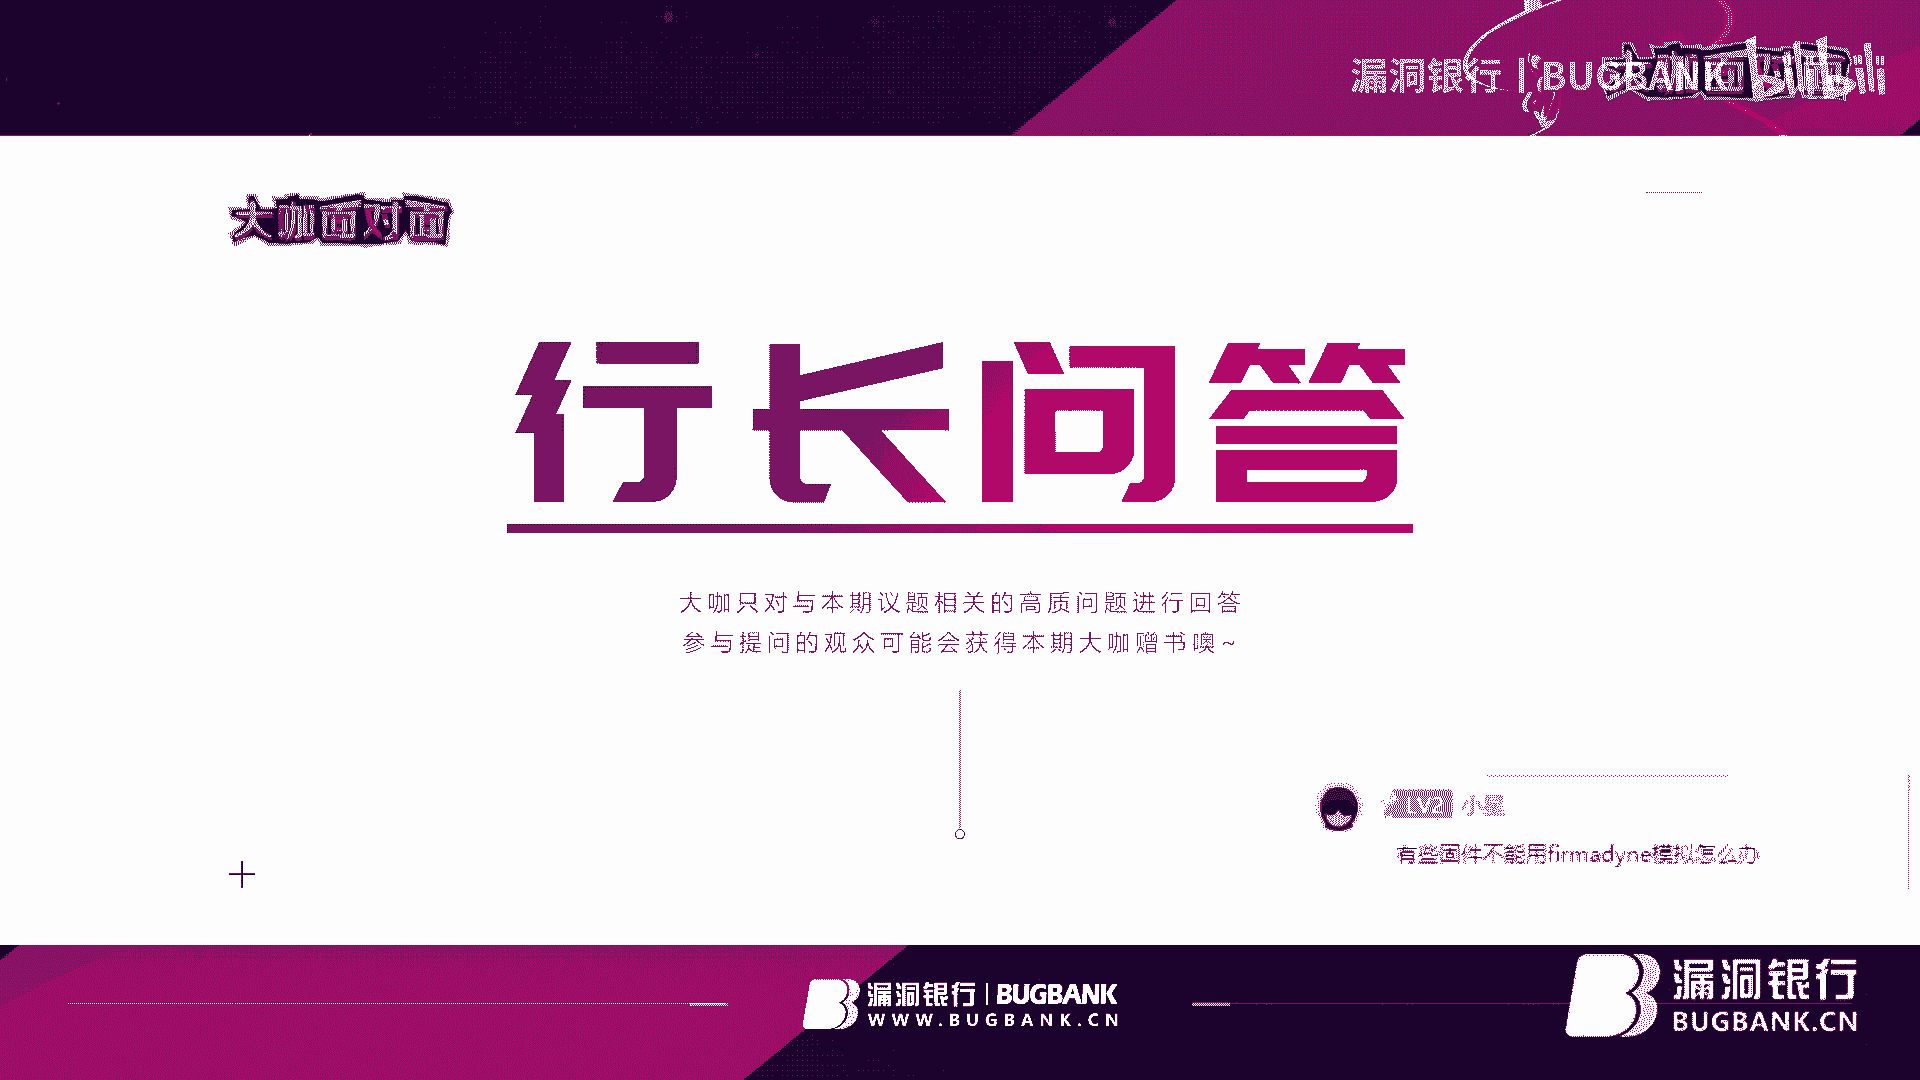 漏洞银行 | BUGBANK bilibili
大咖面对面
行长问答
大咖只对与本期议题相关的高质问题进行回答
参与提问的观众可能会获得本期大咖赠书噢~
小星
有些固件不能用firmadyne模拟怎么办
漏洞银行 | BUGBANK
WWW.BUGBANK.CN
漏洞银行
BUGBANK.CN